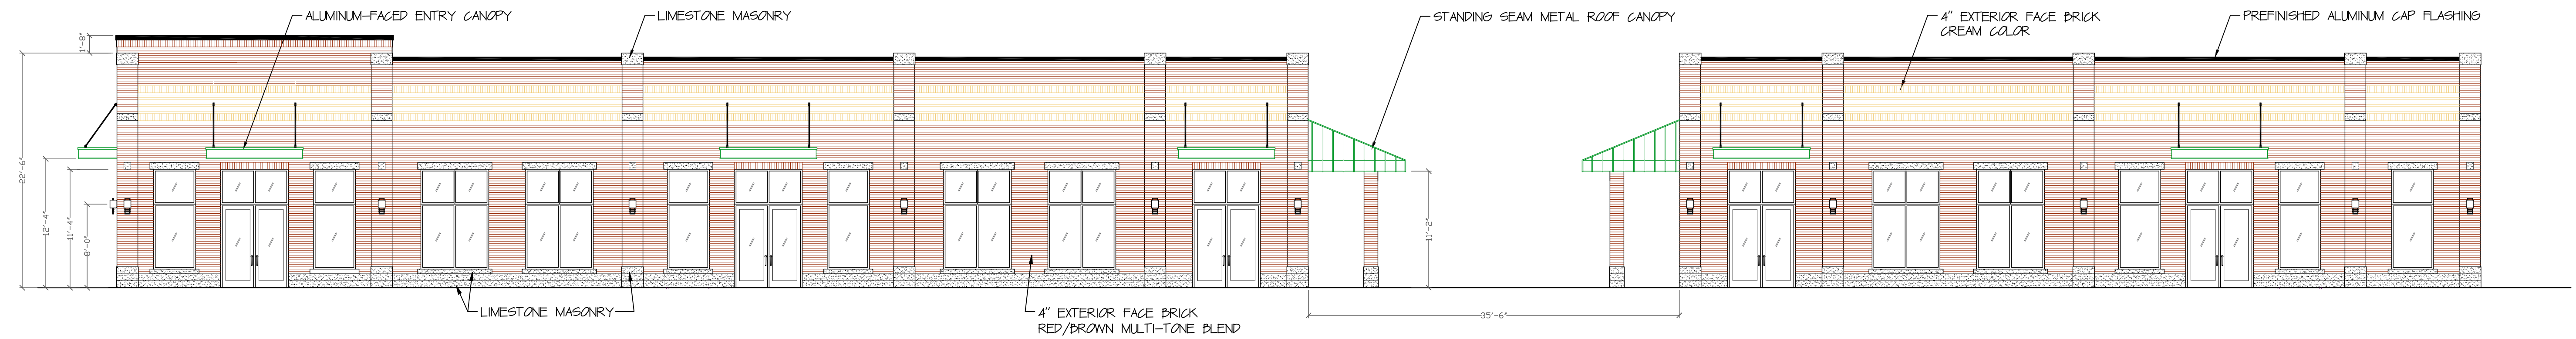 ALUMINUM-FACED ENTRY CANOPY
LIMESTONE MASONRY
STANDING SEAM METAL ROOF CANOPY
4" EXTERIOR FACE BRICK
CREAM COLOR
PREFINISHED ALUMINUM CAP FLASHING
1'-8"
22'-6"
12'-4"
11'-4"
8'-0"
11'-2"
LIMESTONE MASONRY
4" EXTERIOR FACE BRICK
RED/BROWN MULTI-TONE BLEND
35'-6"